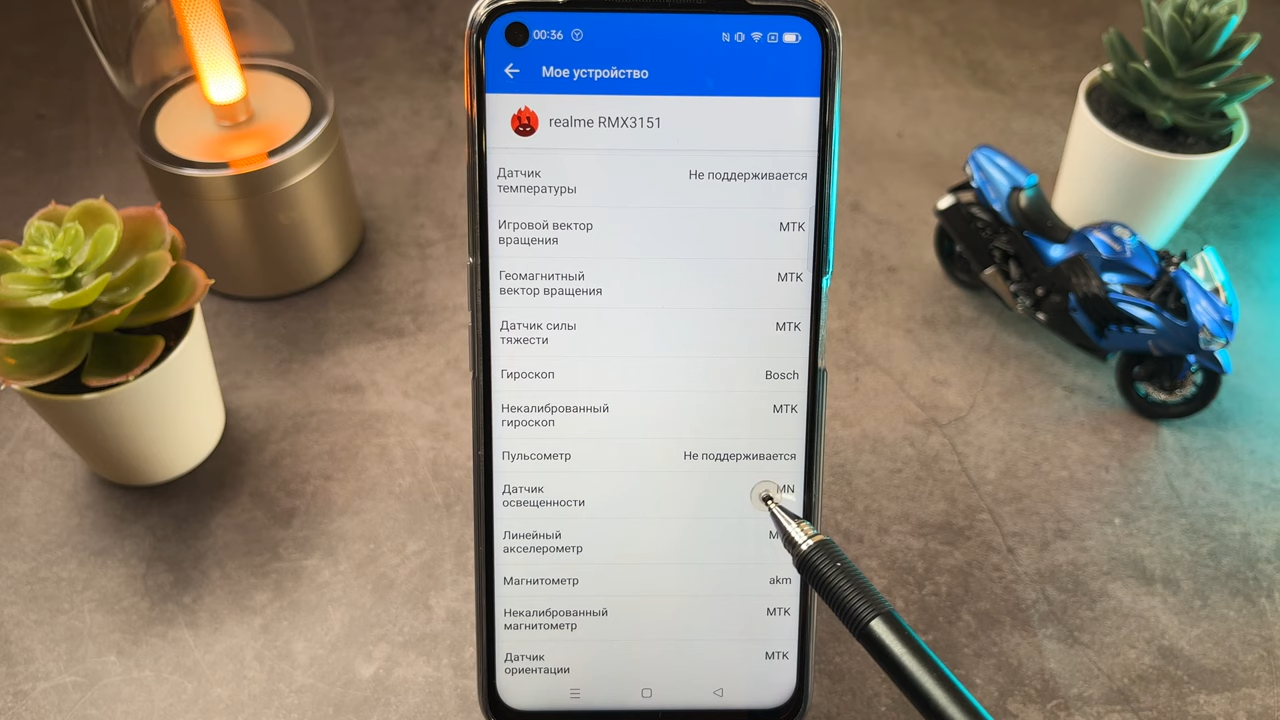 00:36
Мое устройство
realme RMX3151
Датчик
температуры
Не поддерживается
Игровой вектор
вращения
MTK
Геомагнитный
вектор вращения
MTK
Датчик силы
тяжести
MTK
Гироскоп
Bosch
Некалиброванный
гироскоп
MTK
Пульсометр
Не поддерживается
Датчик
освещенности
Линейный
акселерометр
Магнитометр
akm
Некалиброванный
магнитометр
MTK
Датчик
ориентации
MTK